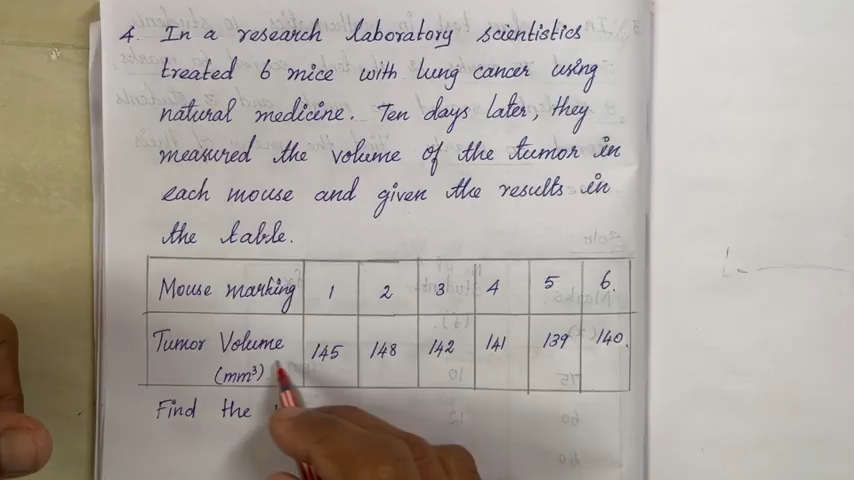 4. In a research laboratory scientistics
treated 6 mice with lung cancer using
natural medicine. Ten days later, they
measured the volume of the tumor in
each mouse and given the results in
the table.
Mouse marking 1 2 3 4 5 6.
Tumor Volume 145 148 142 141 139 140.
(mm³).
Find the